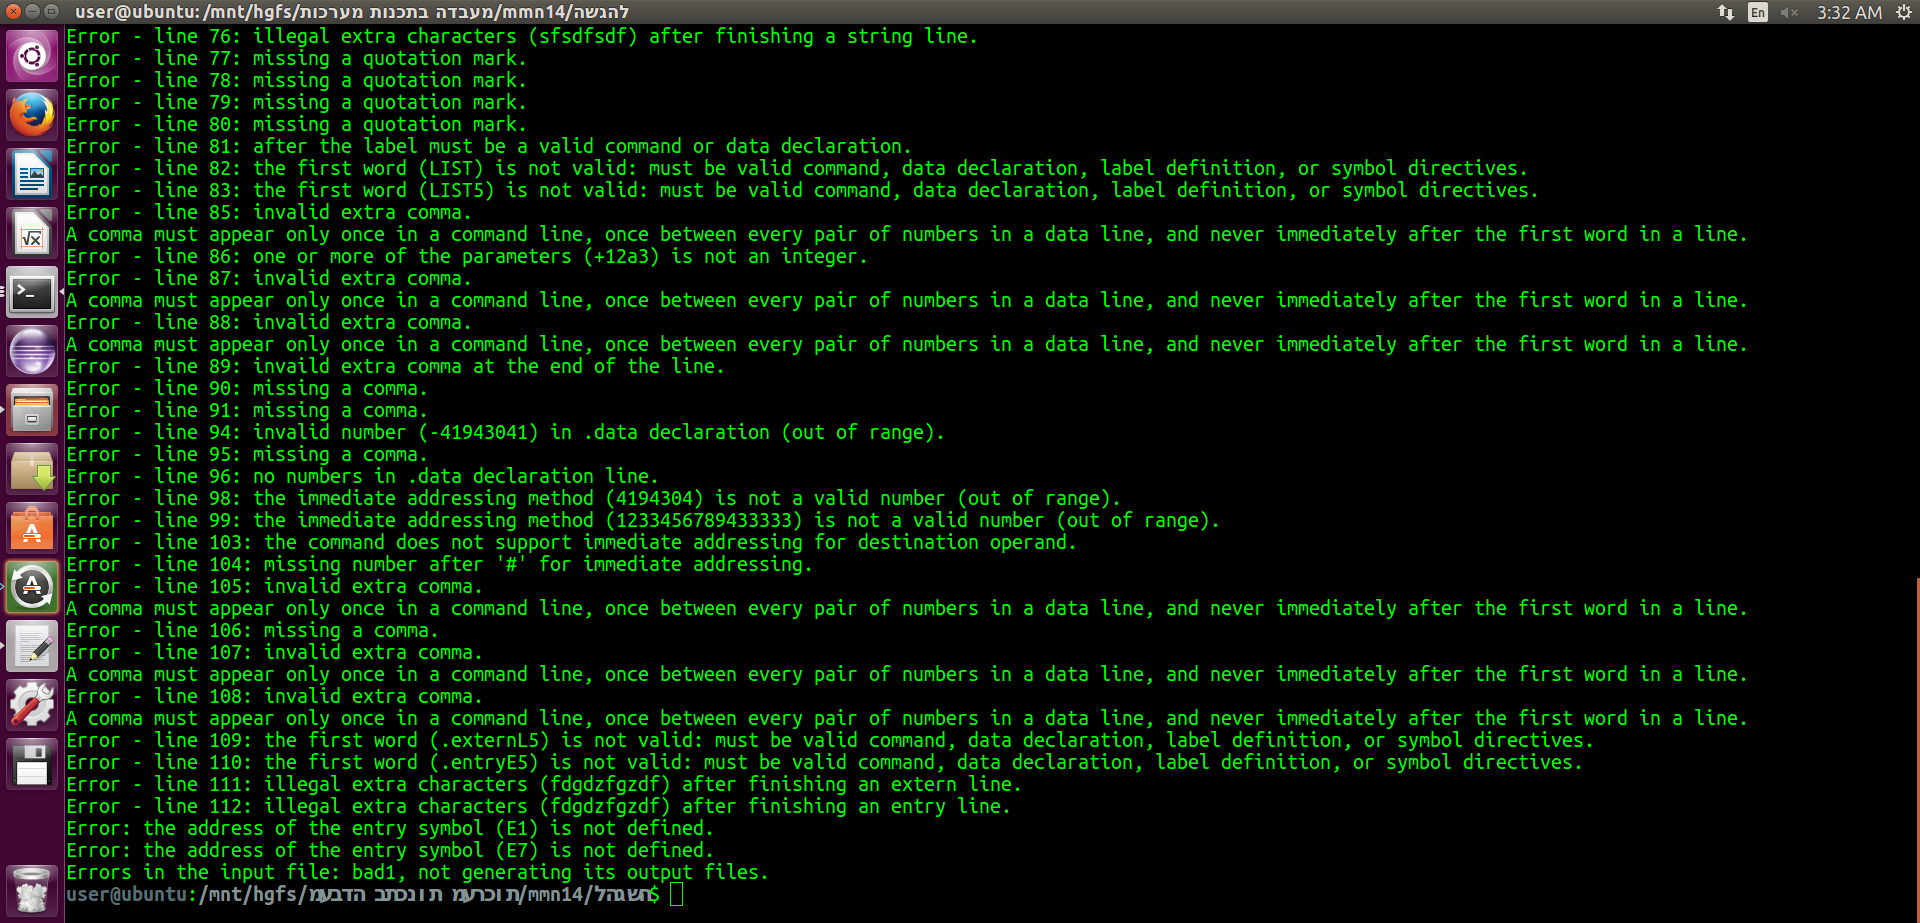 user@ubuntu: /mnt/hgfs/מעבדה בתכנות מערכות/mmn14/להגשה
En
3:32 AM
Error - line 76: illegal extra characters (sfsdfsdf) after finishing a string line.
Error - line 77: missing a quotation mark.
Error - line 78: missing a quotation mark.
Error - line 79: missing a quotation mark.
Error - line 80: missing a quotation mark.
Error - line 81: after the label must be a valid command or data declaration.
Error - line 82: the first word (LIST) is not valid: must be valid command, data declaration, label definition, or symbol directives.
Error - line 83: the first word (LIST5) is not valid: must be valid command, data declaration, label definition, or symbol directives.
Error - line 85: invalid extra comma.
A comma must appear only once in a command line, once between every pair of numbers in a data line, and never immediately after the first word in a line.
Error - line 86: one or more of the parameters (+12a3) is not an integer.
Error - line 87: invalid extra comma.
A comma must appear only once in a command line, once between every pair of numbers in a data line, and never immediately after the first word in a line.
Error - line 88: invalid extra comma.
A comma must appear only once in a command line, once between every pair of numbers in a data line, and never immediately after the first word in a line.
Error - line 89: invaild extra comma at the end of the line.
Error - line 90: missing a comma.
Error - line 91: missing a comma.
Error - line 94: invalid number (-41943041) in .data declaration (out of range).
Error - line 95: missing a comma.
Error - line 96: no numbers in .data declaration line.
Error - line 98: the immediate addressing method (4194304) is not a valid number (out of range).
Error - line 99: the immediate addressing method (1233456789433333) is not a valid number (out of range).
Error - line 103: the command does not support immediate addressing for destination operand.
Error - line 104: missing number after '#' for immediate addressing.
Error - line 105: invalid extra comma.
A comma must appear only once in a command line, once between every pair of numbers in a data line, and never immediately after the first word in a line.
Error - line 106: missing a comma.
Error - line 107: invalid extra comma.
A comma must appear only once in a command line, once between every pair of numbers in a data line, and never immediately after the first word in a line.
Error - line 108: invalid extra comma.
A comma must appear only once in a command line, once between every pair of numbers in a data line, and never immediately after the first word in a line.
Error - line 109: the first word (.externL5) is not valid: must be valid command, data declaration, label definition, or symbol directives.
Error - line 110: the first word (.entryE5) is not valid: must be valid command, data declaration, label definition, or symbol directives.
Error - line 111: illegal extra characters (fdgdzfgzdf) after finishing an extern line.
Error - line 112: illegal extra characters (fdgdzfgzdf) after finishing an entry line.
Error: the address of the entry symbol (E1) is not defined.
Error: the address of the entry symbol (E7) is not defined.
Errors in the input file: bad1, not generating its output files.
user@ubuntu:/mnt/hgfs/מעבדה בתכנות מערכות/mmn14/להגשה$